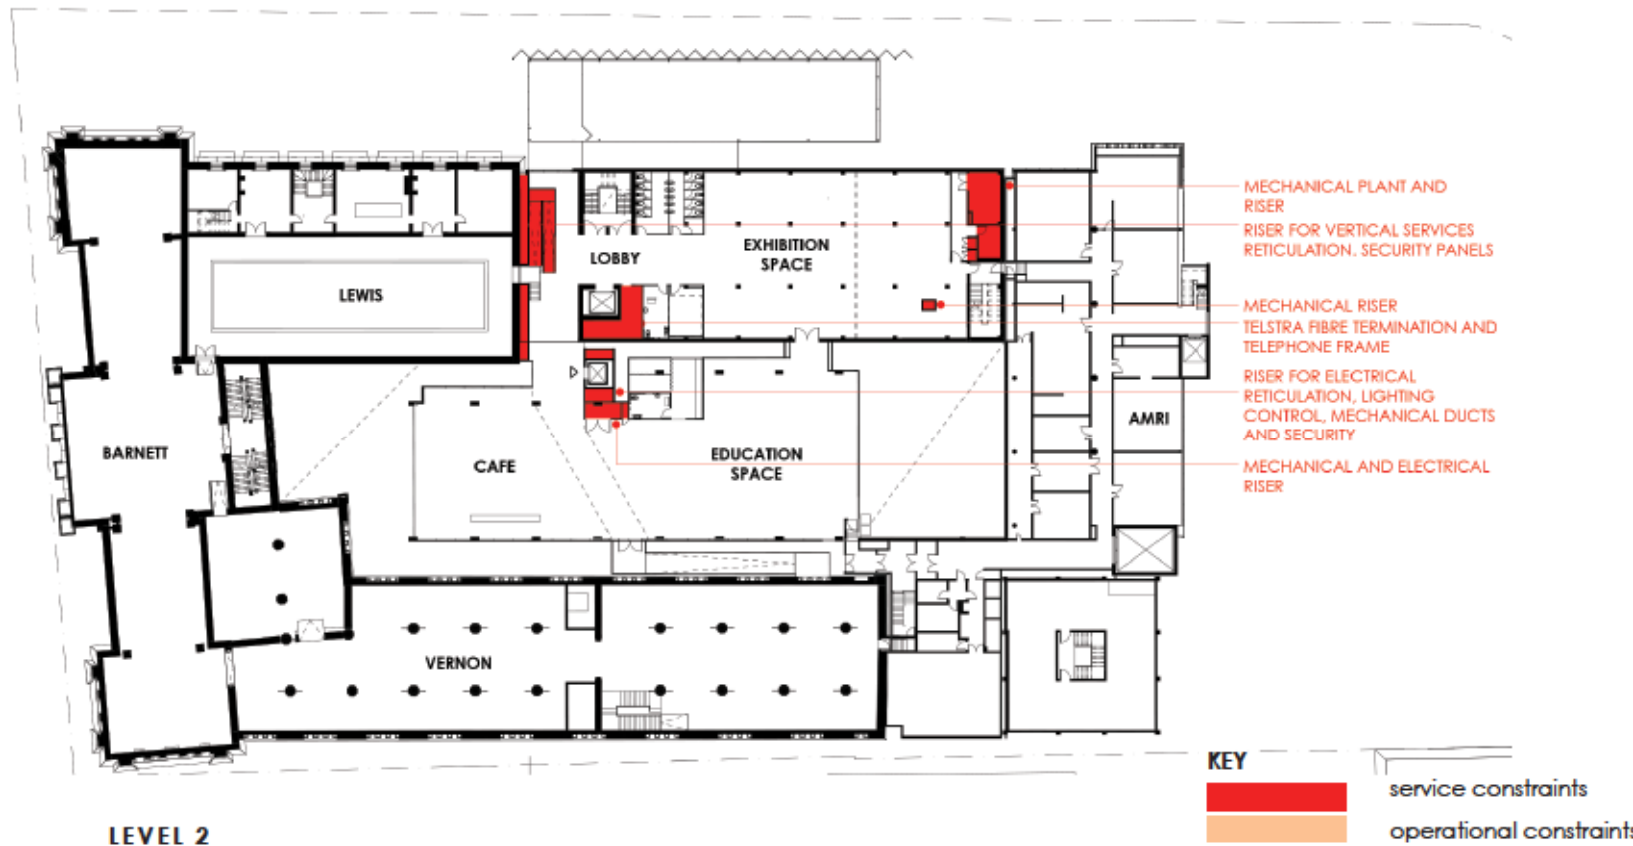 MECHANICAL PLANT AND
RISER
RISER FOR VERTICAL SERVICES
RETICULATION. SECURITY PANELS
LOBBY
EXHIBITION
SPACE
LEWIS
MECHANICAL RISER
TELSTRA FIBRE TERMINATION AND
TELEPHONE FRAME
RISER FOR ELECTRICAL
RETICULATION, LIGHTING
CONTROL, MECHANICAL DUCTS
AND SECURITY
AMRI
BARNETT
CAFE
EDUCATION
SPACE
MECHANICAL AND ELECTRICAL
RISER
VERNON
KEY
service constraints
operational constraints
LEVEL 2